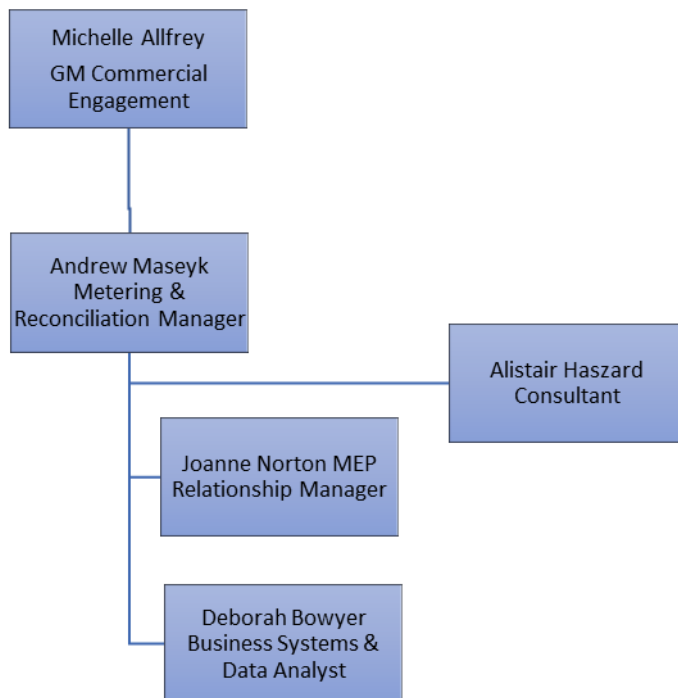 Michelle Allfrey
GM Commercial
Engagement
Andrew Maseyk
Metering &
Reconciliation Manager
Alistair Haszard
Consultant
Joanne Norton MEP
Relationship Manager
Deborah Bowyer
Business Systems &
Data Analyst